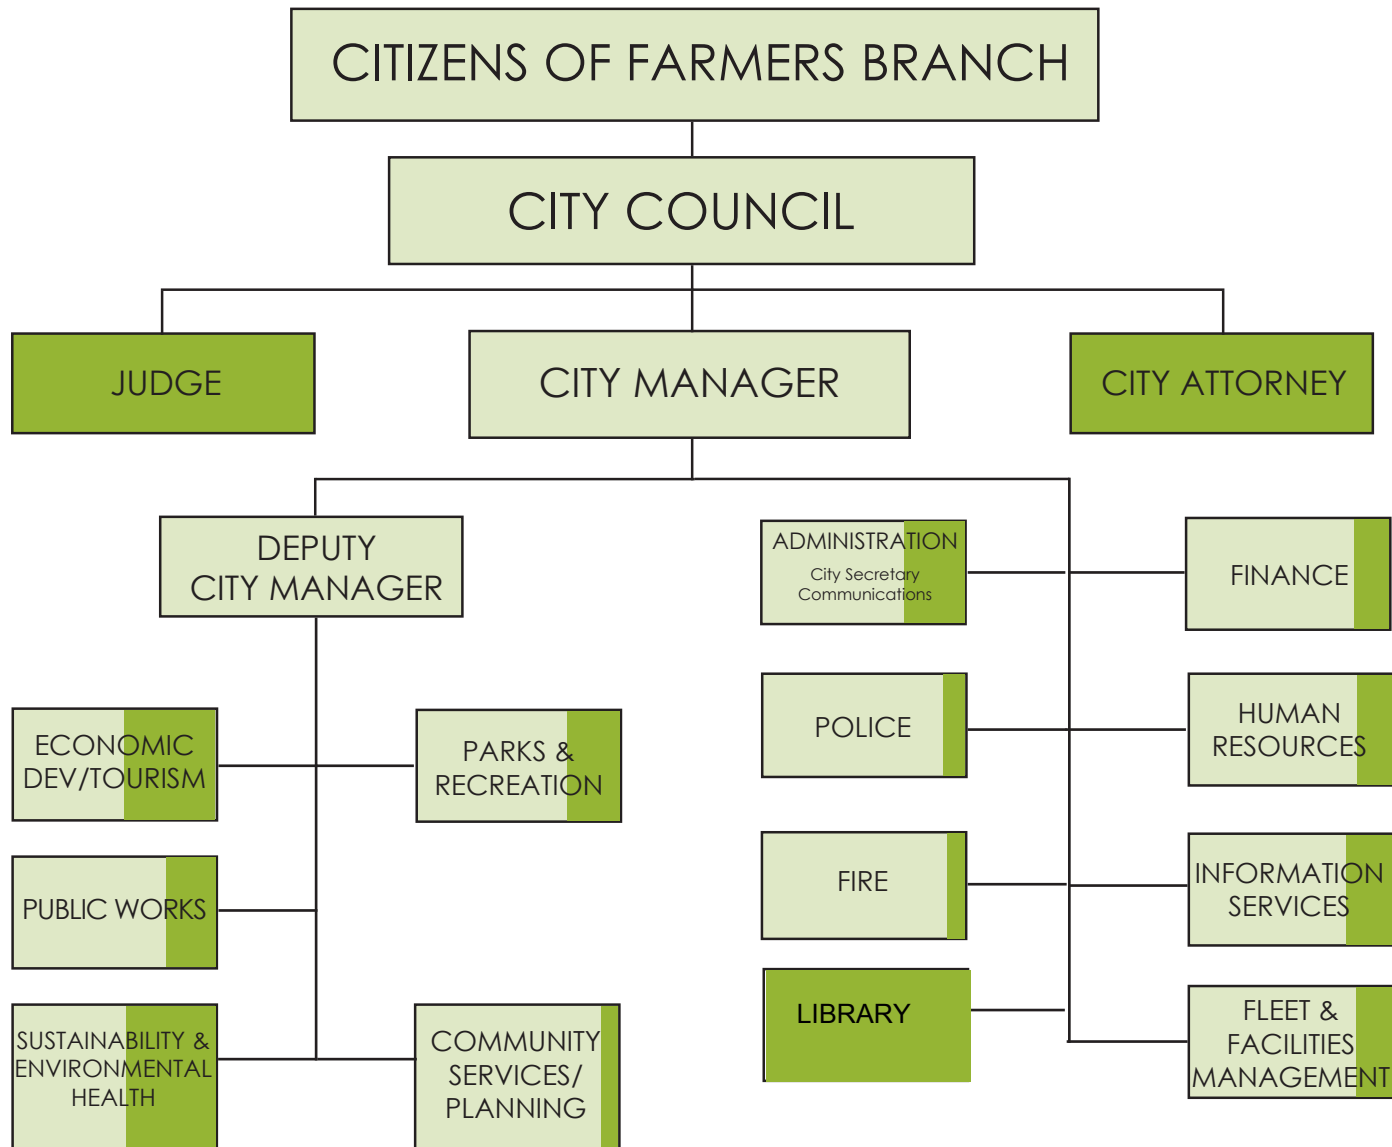 CITIZENS OF FARMERS BRANCH
CITY COUNCIL
JUDGE
CITY MANAGER
CITY ATTORNEY
DEPUTY
CITY MANAGER
ECONOMIC
DEV/TOURISM
PARKS &
RECREATION
PUBLIC WORKS
SUSTAINABILITY &
ENVIRONMENTAL
HEALTH
COMMUNITY
SERVICES/
PLANNING
ADMINISTRATION
City Secretary
Communications
FINANCE
POLICE
HUMAN
RESOURCES
FIRE
INFORMATION
SERVICES
LIBRARY
FLEET &
FACILITIES
MANAGEMENT